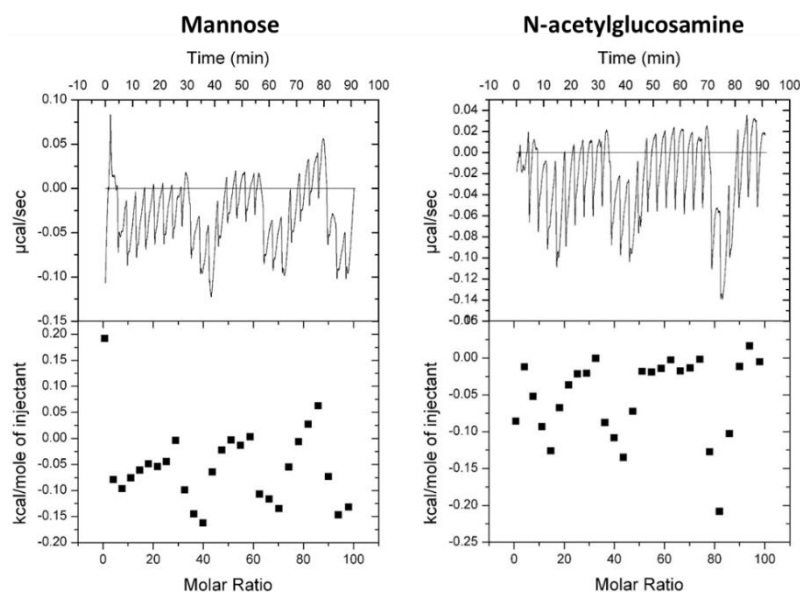 Mannose
Time (min)
-10 0 10 20 30 40 50 60 70 80 90 100
0.10
0.05
0.00
-0.05
-0.10
-0.15
µcal/sec
0.20
0.15
0.10
0.05
0.00
-0.05
-0.10
-0.15
-0.20
kcal/mole of injectant
0 20 40 60 80 100
Molar Ratio
N-acetylglucosamine
Time (min)
-10 0 10 20 30 40 50 60 70 80 90 100
0.04
0.02
0.00
-0.02
-0.04
-0.06
-0.08
-0.10
-0.12
-0.14
-0.16
µcal/sec
0.00
-0.05
-0.10
-0.15
-0.20
-0.25
kcal/mole of injectant
0 20 40 60 80 100
Molar Ratio